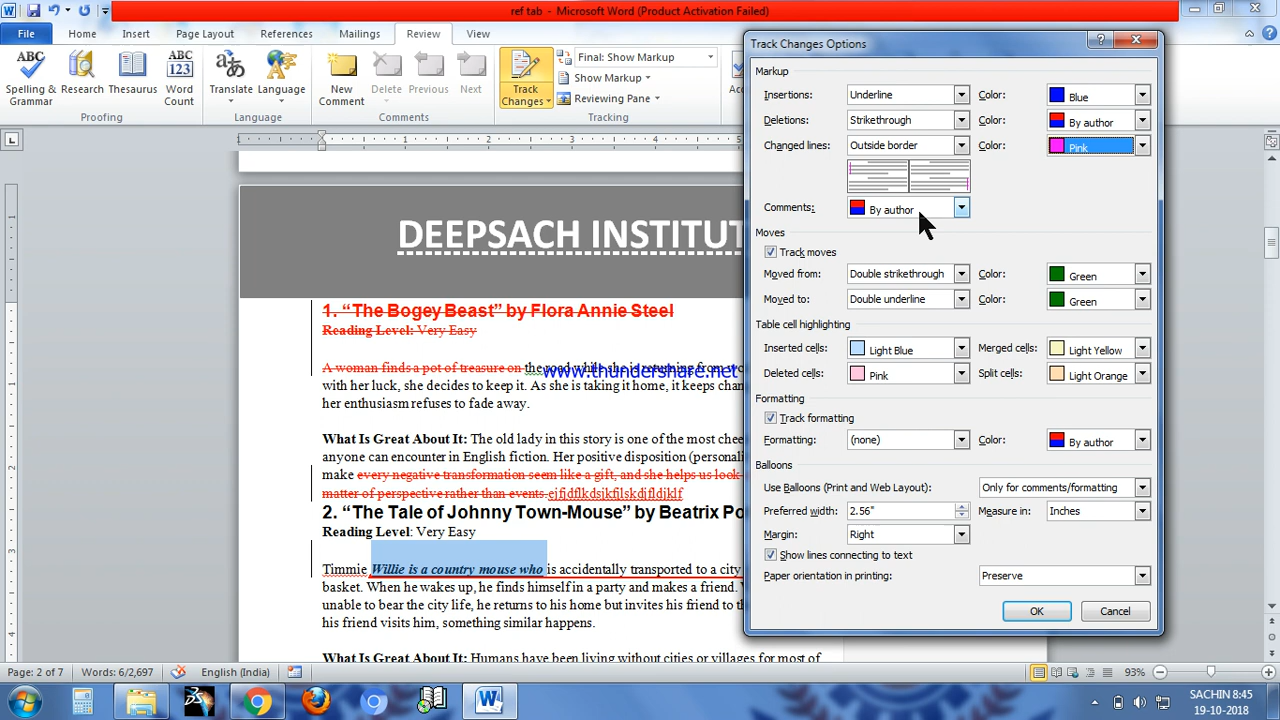 ref tab - Microsoft Word (Product Activation Failed)
File Home Insert Page Layout References Mailings Review View
Spelling & Grammar
Research
Thesaurus
Word Count
Proofing
Translate
Language
Language
New Comment
Delete
Previous
Next
Comments
Track Changes
Final: Show Markup
Show Markup
Reviewing Pane
Tracking
Track Changes Options
Markup
Insertions: Underline Color: Blue
Deletions: Strikethrough Color: By author
Changed lines: Outside border Color: Pink
Comments: By author
Moves
Track moves
Moved from: Double strikethrough Color: Green
Moved to: Double underline Color: Green
Table cell highlighting
Inserted cells: Light Blue Merged cells: Light Yellow
Deleted cells: Pink Split cells: Light Orange
Formatting
Track formatting
Formatting: (none) Color: By author
Balloons
Use Balloons (Print and Web Layout): Only for comments/formatting
Preferred width: 2.56" Measure in: Inches
Margin: Right
Show lines connecting to text
Paper orientation in printing: Preserve
OK Cancel
DEEPSACH INSTITUT
1. “The Bogey Beast” by Flora Annie Steel
Reading Level: Very Easy
A woman finds a pot of treasure on the road while she is returning from wo
www.thundershare.net
with her luck, she decides to keep it. As she is taking it home, it keeps chan
her enthusiasm refuses to fade away.
What Is Great About It: The old lady in this story is one of the most chee
anyone can encounter in English fiction. Her positive disposition (personali
make every negative transformation seem like a gift, and she helps us look
matter of perspective rather than events ejfjdflkdsjkfjlskdjfldjklf
2. “The Tale of Johnny Town-Mouse” by Beatrix Po
Reading Level: Very Easy
Timmie Willie is a country mouse who is accidentally transported to a city
basket. When he wakes up, he finds himself in a party and makes a friend. W
unable to bear the city life, he returns to his home but invites his friend to th
his friend visits him, something similar happens.
What Is Great About It: Humans have been living without cities or villages for most of
Page: 2 of 7 Words: 6/2,697 English (India) 93%
SACHIN 8:45
19-10-2018